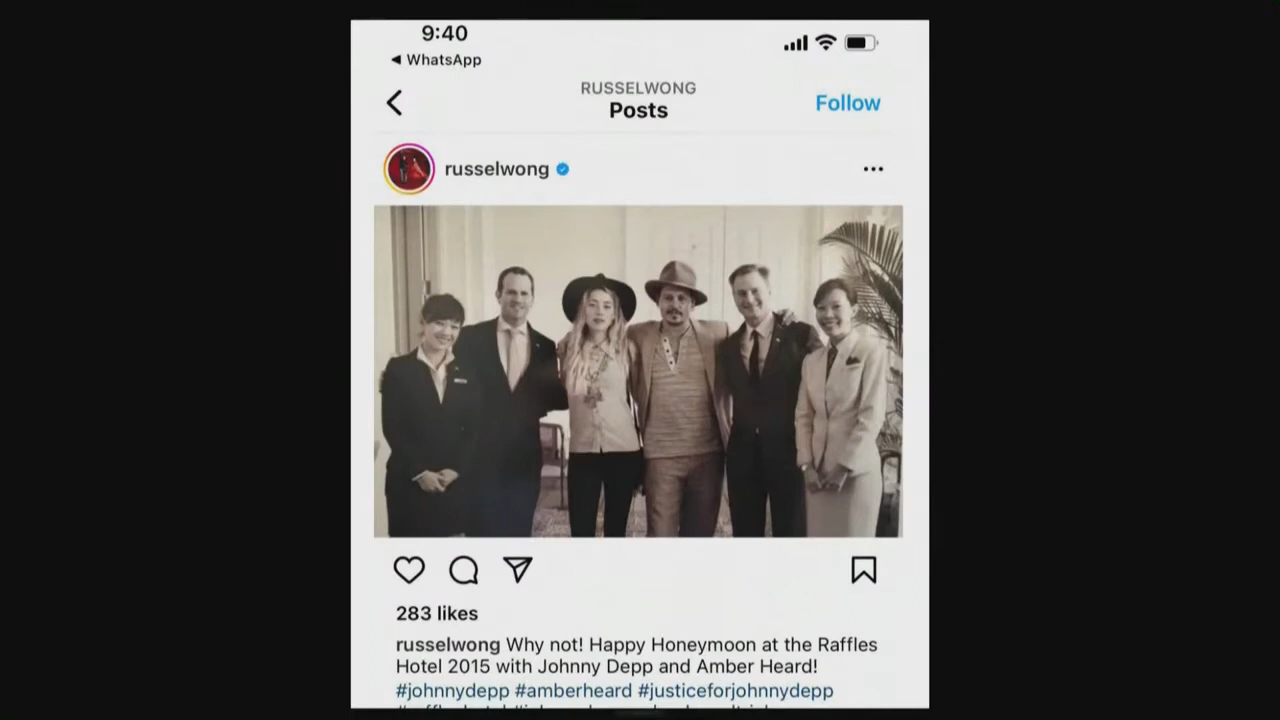 9:40
WhatsApp
RUSSELWONG
Posts
Follow
russelwong
283 likes
russelwong Why not! Happy Honeymoon at the Raffles
Hotel 2015 with Johnny Depp and Amber Heard!
#johnnydepp #amberheard #justiceforjohnnydepp